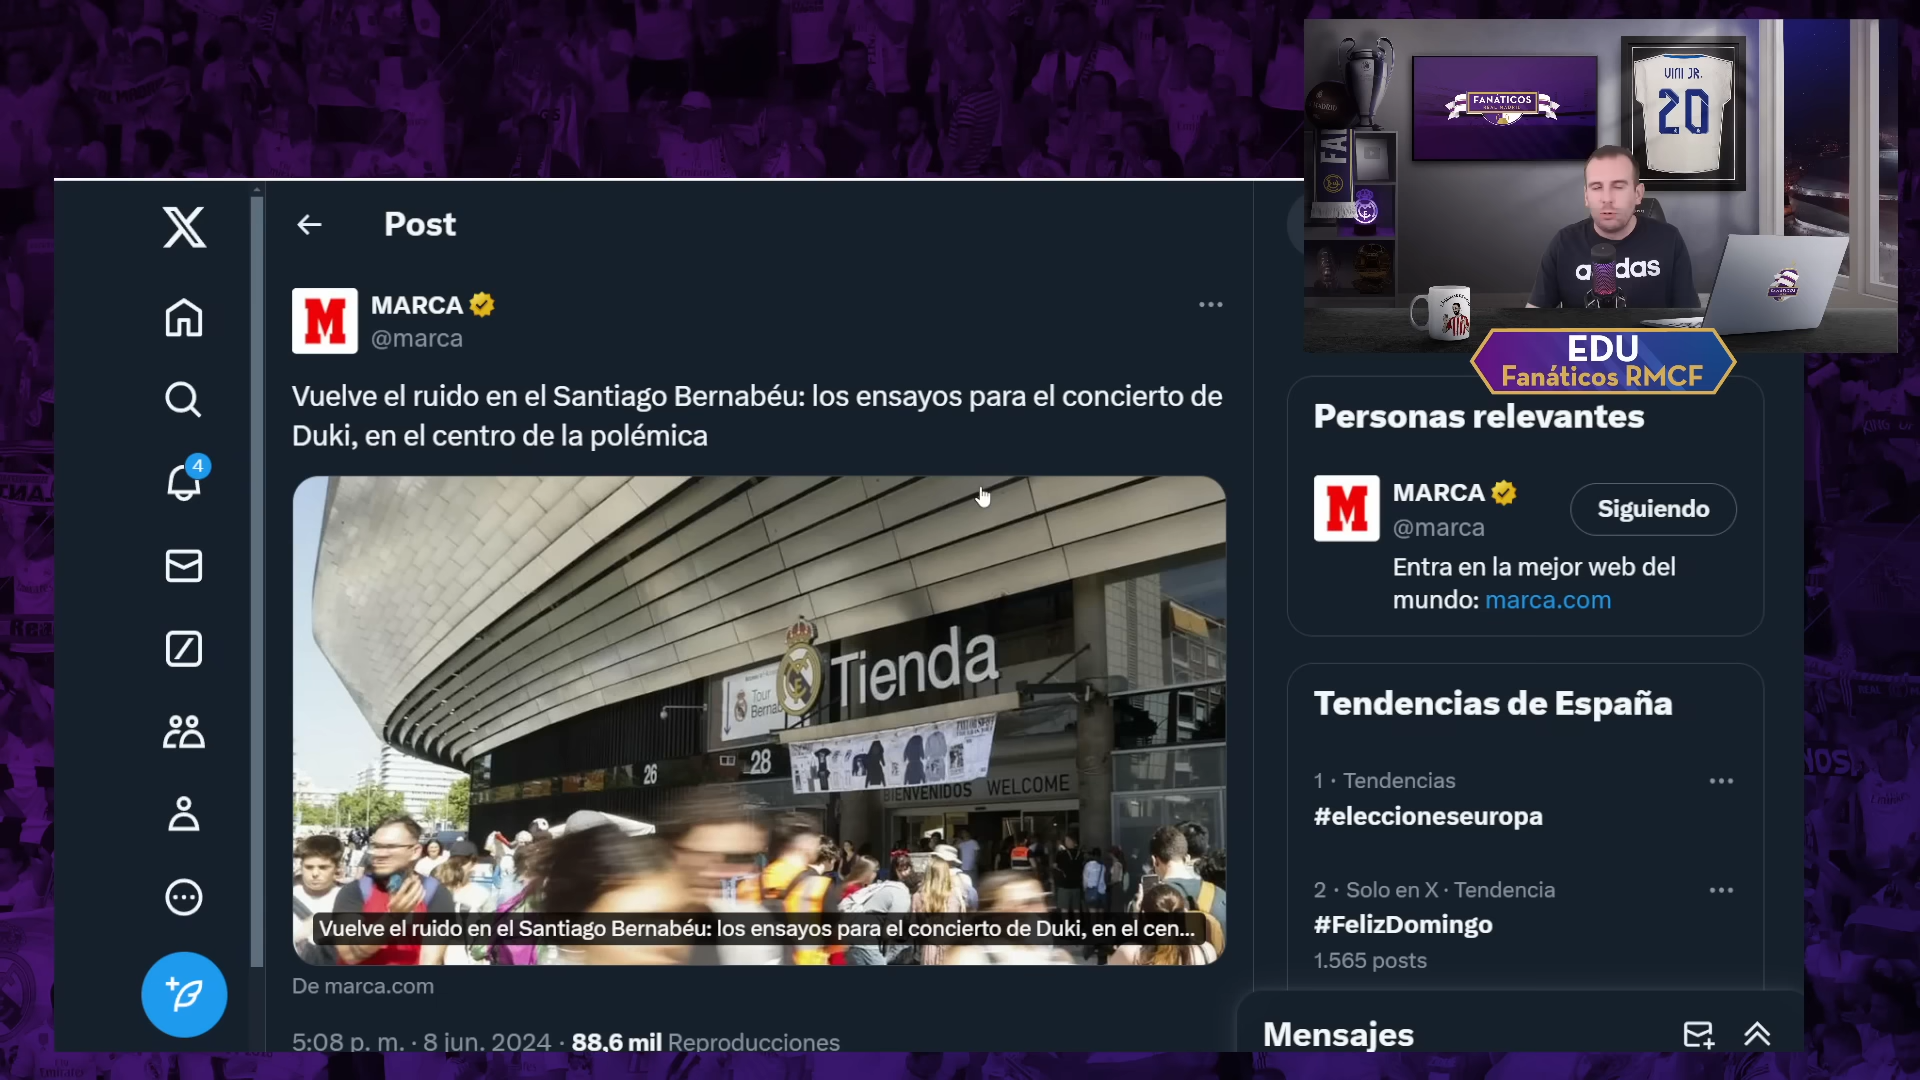 Post
MARCA
@marca
Vuelve el ruido en el Santiago Bernabéu: los ensayos para el concierto de
Duki, en el centro de la polémica
Tienda
Tour
26
28
BIENVENIDOS WELCOME
Vuelve el ruido en el Santiago Bernabéu: los ensayos para el concierto de Duki, en el cen...
De marca.com
5:08 p. m. · 8 jun. 2024 · 88,6 mil Reproducciones
4
FANÁTICOS
REAL MADRID
VINI JR.
20
FAI
adidas
EDU
Fanáticos RMCF
Personas relevantes
MARCA
@marca
Siguiendo
Entra en la mejor web del
mundo: marca.com
Tendencias de España
1 · Tendencias
#eleccioneseuropa
2 · Solo en X · Tendencia
#FelizDomingo
1.565 posts
Mensajes